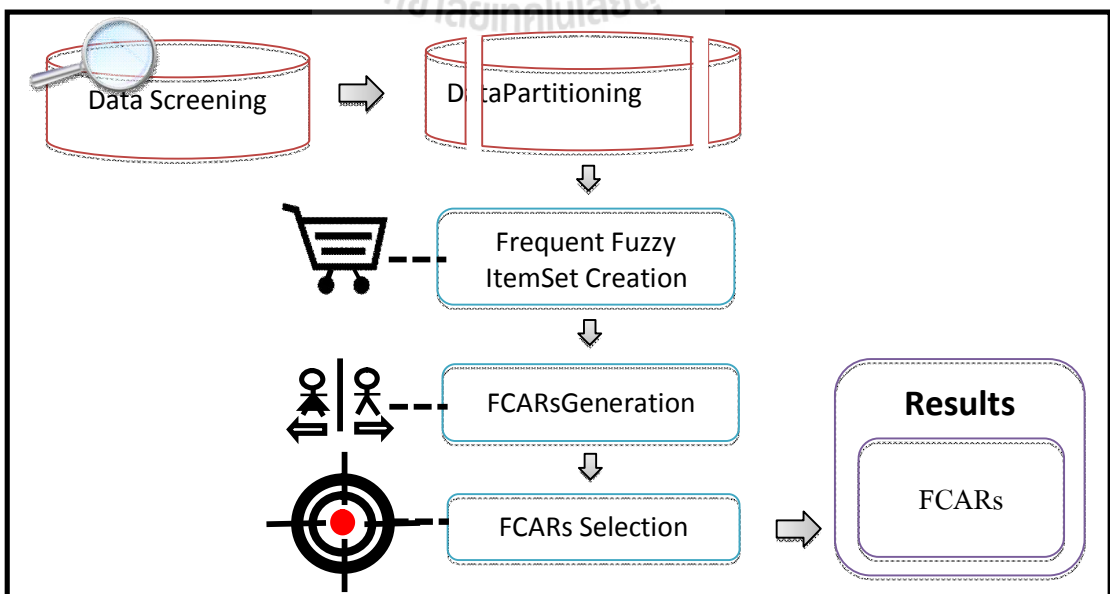 Data Screening
DataPartitioning
Frequent Fuzzy
ItemSet Creation
FCARsGeneration
Results
FCARs
FCARs Selection